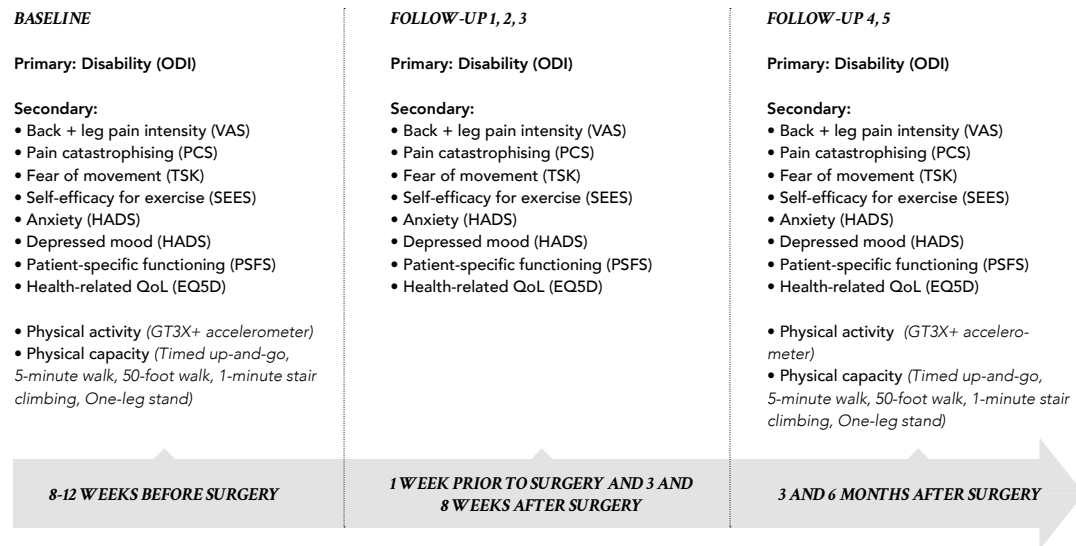 BASELINE
Primary: Disability (ODI)
Secondary:
• Back + leg pain intensity (VAS)
• Pain catastrophising (PCS)
• Fear of movement (TSK)
• Self-efficacy for exercise (SEES)
• Anxiety (HADS)
• Depressed mood (HADS)
• Patient-specific functioning (PSFS)
• Health-related QoL (EQ5D)
• Physical activity (GT3X+ accelerometer)
• Physical capacity (Timed up-and-go,
5-minute walk, 50-foot walk, 1-minute stair
climbing, One-leg stand)
8-12 WEEKS BEFORE SURGERY
FOLLOW-UP 1, 2, 3
Primary: Disability (ODI)
Secondary:
• Back + leg pain intensity (VAS)
• Pain catastrophising (PCS)
• Fear of movement (TSK)
• Self-efficacy for exercise (SEES)
• Anxiety (HADS)
• Depressed mood (HADS)
• Patient-specific functioning (PSFS)
• Health-related QoL (EQ5D)
1 WEEK PRIOR TO SURGERY AND 3 AND
8 WEEKS AFTER SURGERY
FOLLOW-UP 4, 5
Primary: Disability (ODI)
Secondary:
• Back + leg pain intensity (VAS)
• Pain catastrophising (PCS)
• Fear of movement (TSK)
• Self-efficacy for exercise (SEES)
• Anxiety (HADS)
• Depressed mood (HADS)
• Patient-specific functioning (PSFS)
• Health-related QoL (EQ5D)
• Physical activity (GT3X+ accelero-
meter)
• Physical capacity (Timed up-and-go,
5-minute walk, 50-foot walk, 1-minute stair
climbing, One-leg stand)
3 AND 6 MONTHS AFTER SURGERY